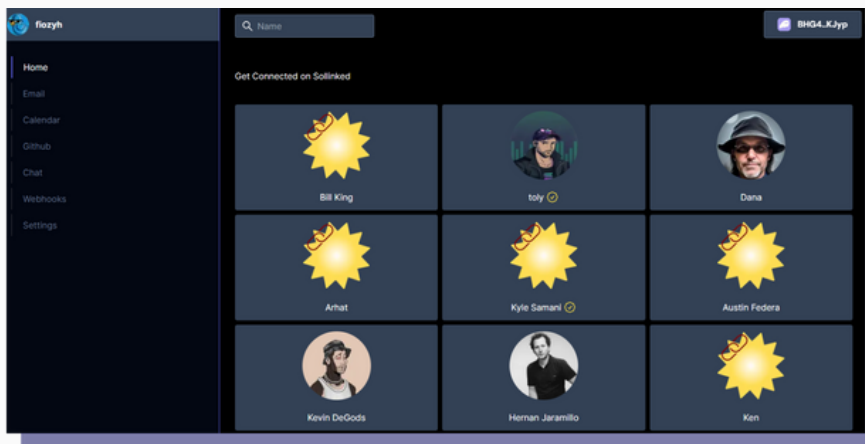 fiozyh
Name
BHG4..KJyp
Home
Email
Calendar
Github
Chat
Webhooks
Settings
Get Connected on Sollinked
Bill King
toly
Dana
Arhat
Kyle Samani
Austin Federa
Kevin DeGods
Hernan Jaramillo
Ken